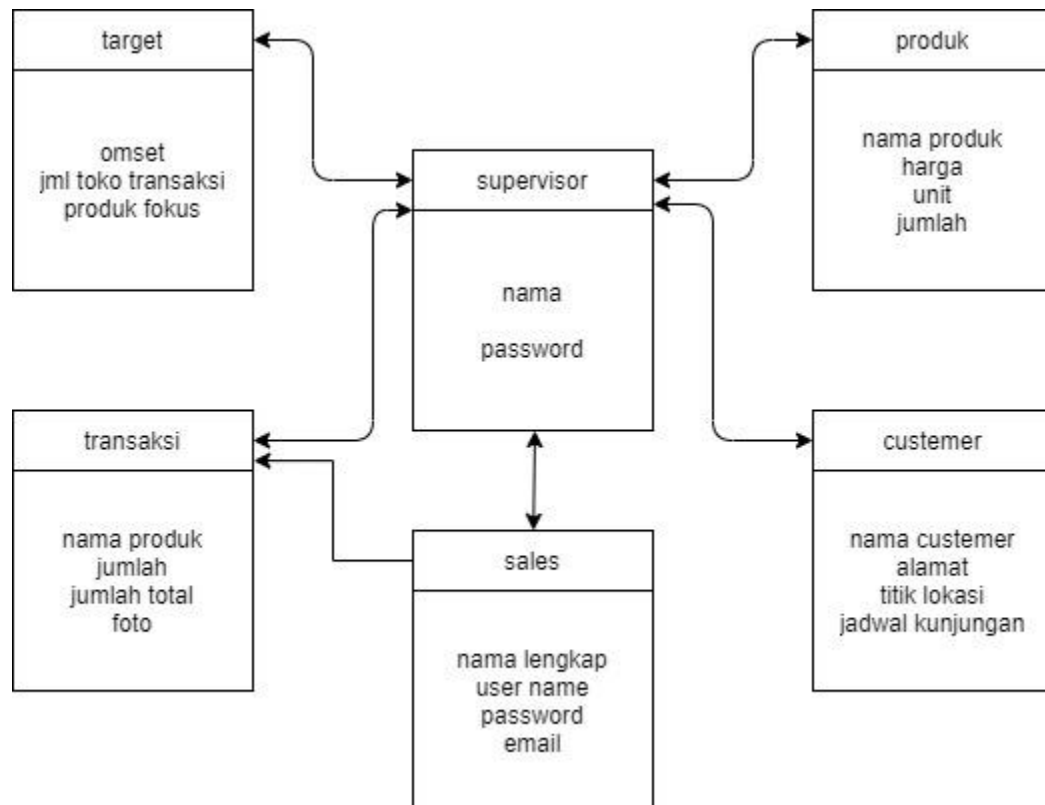 target
omset
jml toko transaksi
produk fokus
produk
nama produk
harga
unit
jumlah
supervisor
nama
password
transaksi
nama produk
jumlah
jumlah total
foto
custemer
nama custemer
alamat
titik lokasi
jadwal kunjungan
sales
nama lengkap
user name
password
email